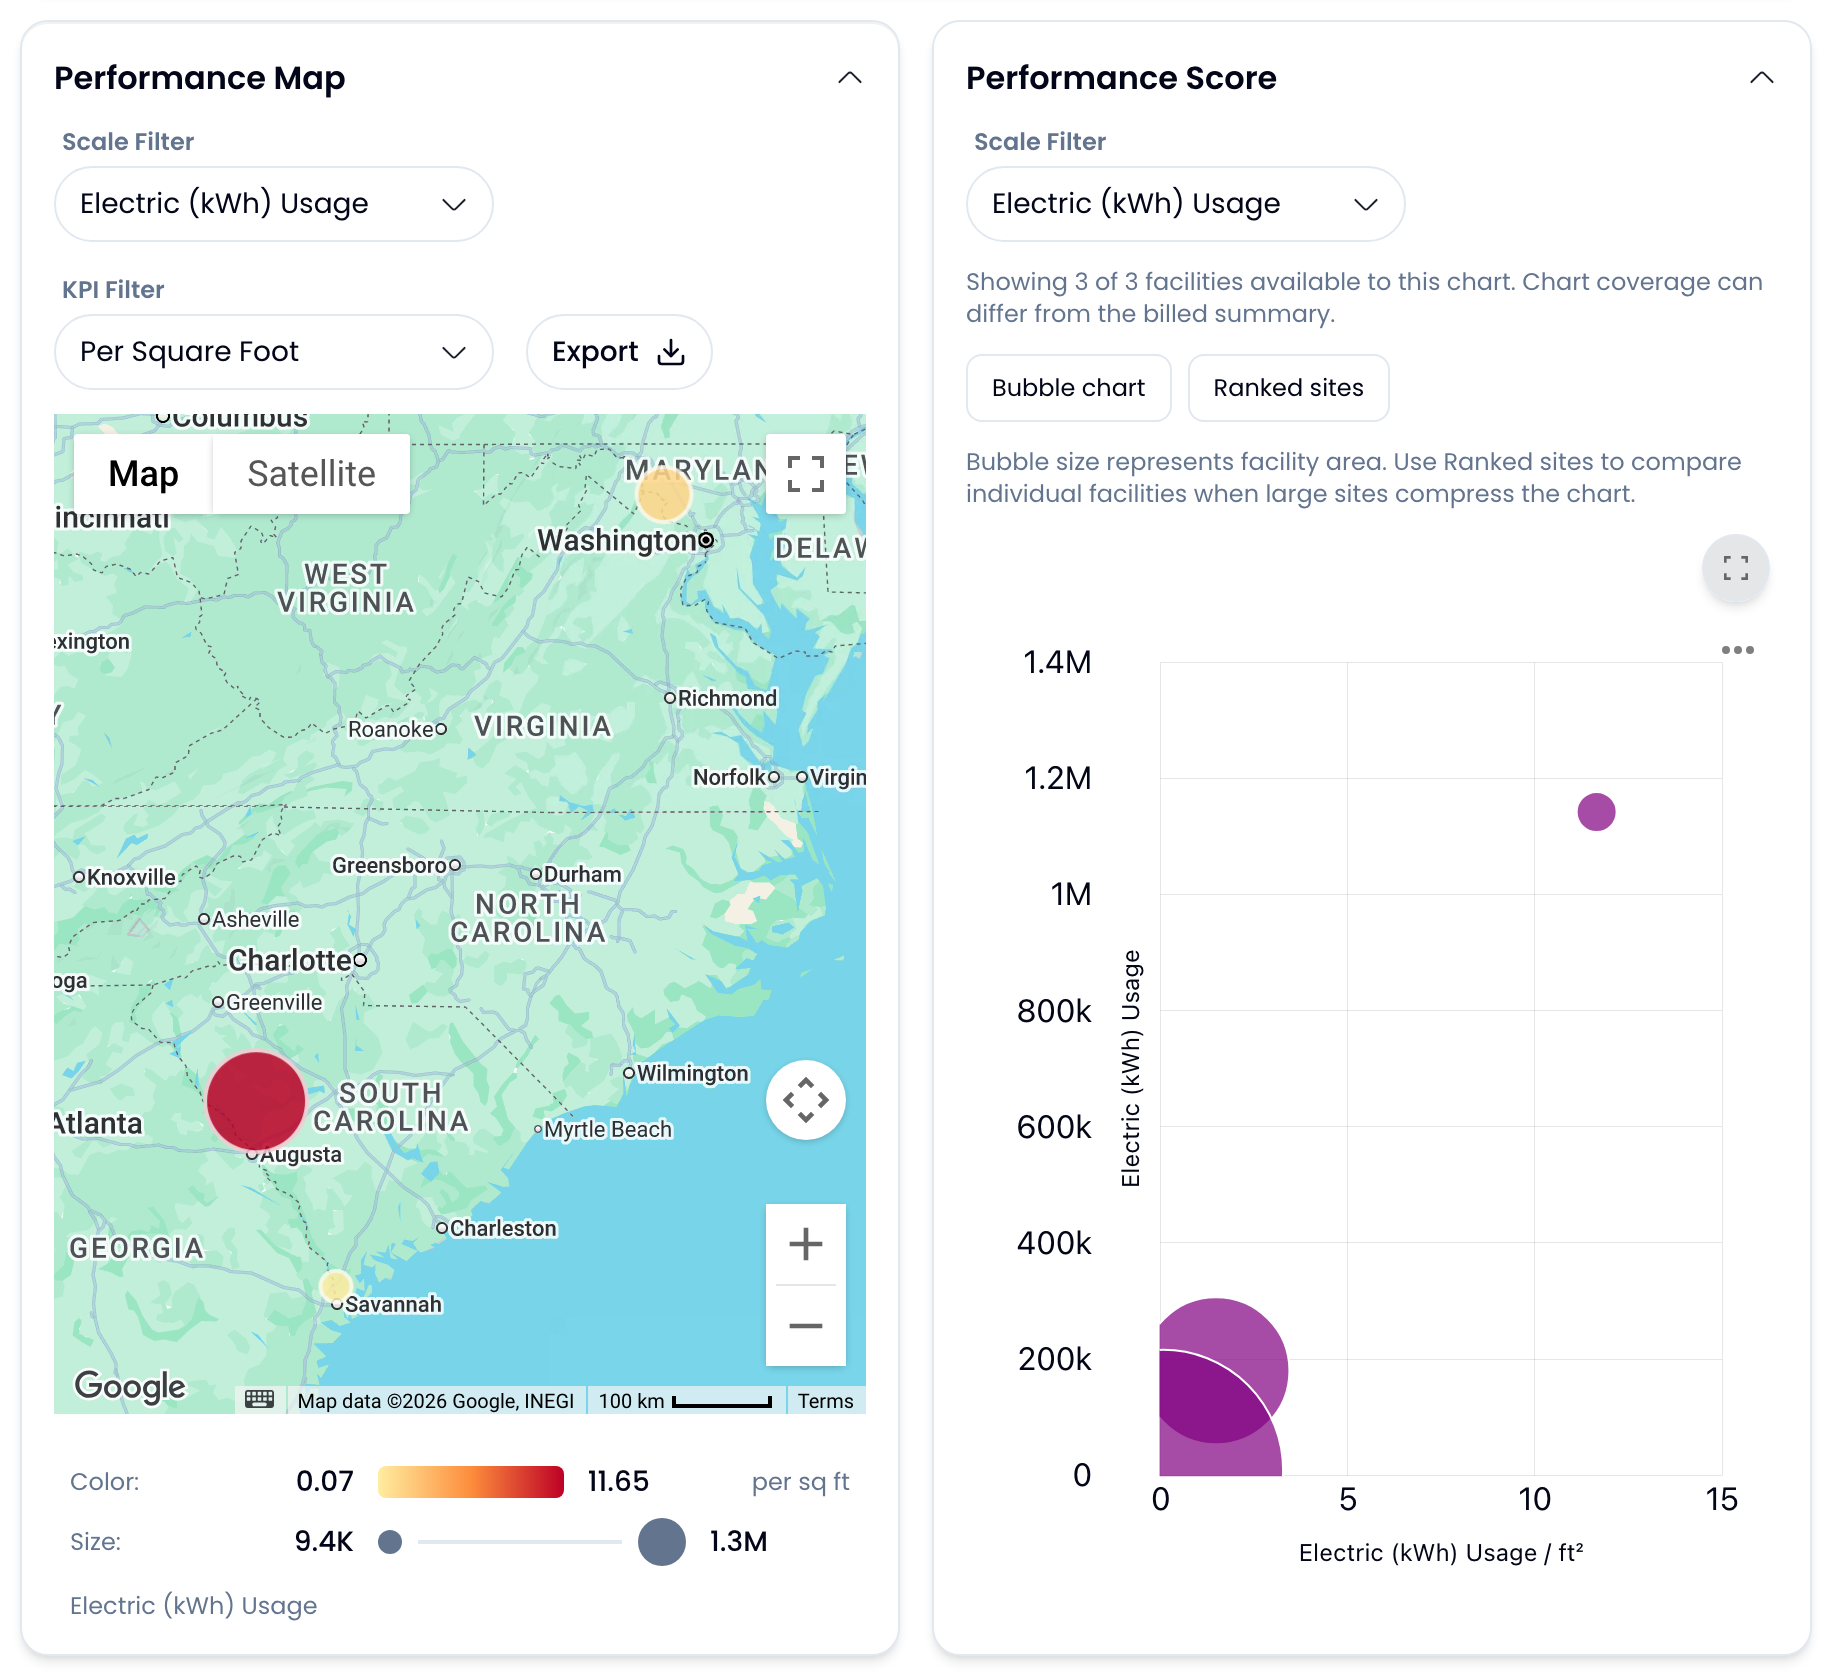 Performance Map
Scale Filter
Electric (kWh) Usage
KPI Filter
Per Square Foot
Export
Columbus
Map
Satellite
MARYLAN
incinnati
Washington
DELAW
WEST
VIRGINIA
exington
Richmond
Roanoke
VIRGINIA
Norfolk
Virgin
Greensboro
Durham
Knoxville
NORTH
CAROLINA
Asheville
Charlotte
oga
Greenville
Wilmington
SOUTH
CAROLINA
Atlanta
Myrtle Beach
Augusta
Charleston
GEORGIA
Savannah
Google
Map data ©2026 Google, INEGI
100 km
Terms
Color:
0.07
11.65
per sq ft
Size:
9.4K
1.3M
Electric (kWh) Usage
Performance Score
Scale Filter
Electric (kWh) Usage
Showing 3 of 3 facilities available to this chart. Chart coverage can
differ from the billed summary.
Bubble chart
Ranked sites
Bubble size represents facility area. Use Ranked sites to compare
individual facilities when large sites compress the chart.
1.4M
1.2M
1M
800k
600k
400k
200k
0
Electric (kWh) Usage
0
5
10
15
Electric (kWh) Usage / ft²